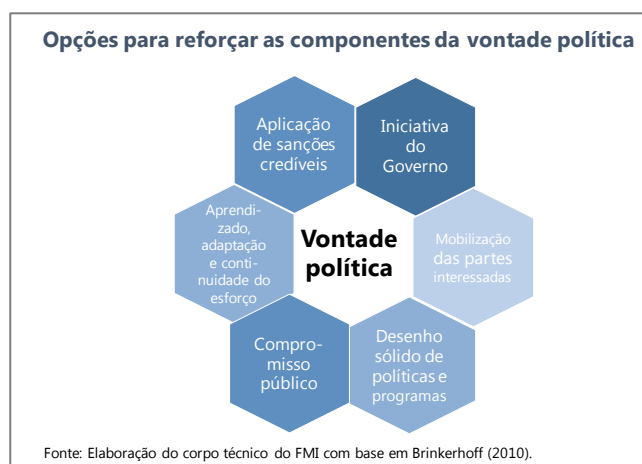 Opções para reforçar as componentes da vontade política
Aplicação
de sanções
credíveis
Iniciativa
do
Governo
Aprendi-
zado,
adaptação
e conti-
nuidade do
esforço
Vontade
política
Mobilização
das partes
interessadas
Compro-
misso
público
Desenho
sólido de
políticas e
programas
Fonte: Elaboração do corpo técnico do FMI com base em Brinkerhoff (2010).